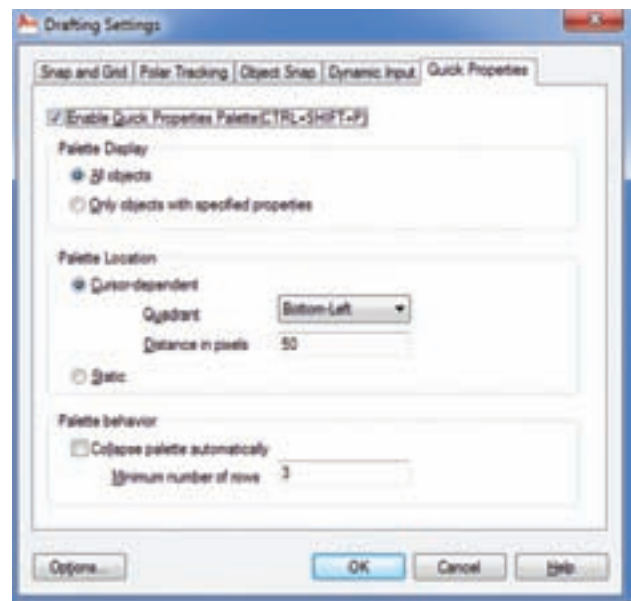 Drafting Settings
Snap and Grid Polar Tracking Object Snap Dynamic Input Quick Properties
Enable Quick Properties Palette(CTRL+SHIFT+P)
Palette Display
All objects
Only objects with specified properties
Palette Location
Cursor-dependent
Quadrant Bottom-Left
Distance in pixels 50
Static
Palette behavior
Collapse palette automatically
Minimum number of rows 3
Options... OK Cancel Help